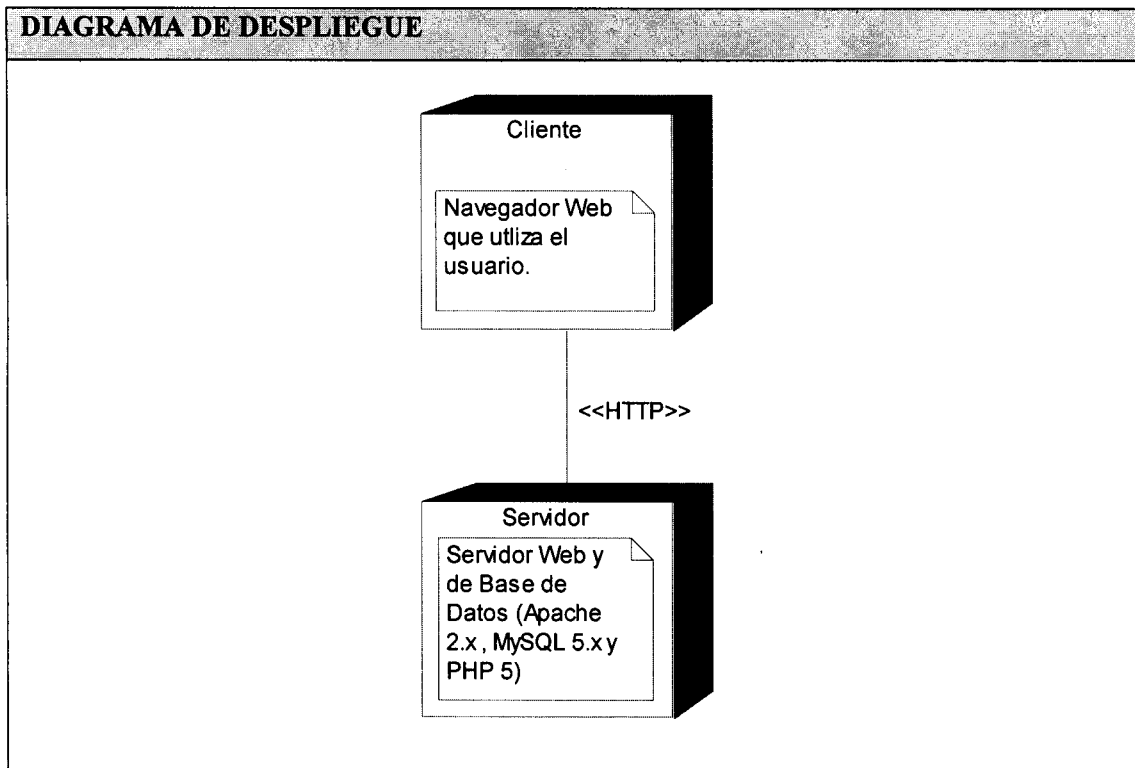 DIAGRAMA DE DESPLIEGUE
Cliente
Navegador Web
que utliza el
usuario.
<<HTTP>>
Servidor
Servidor Web y
de Base de
Datos (Apache
2.x , MySQL 5.x y
PHP 5)